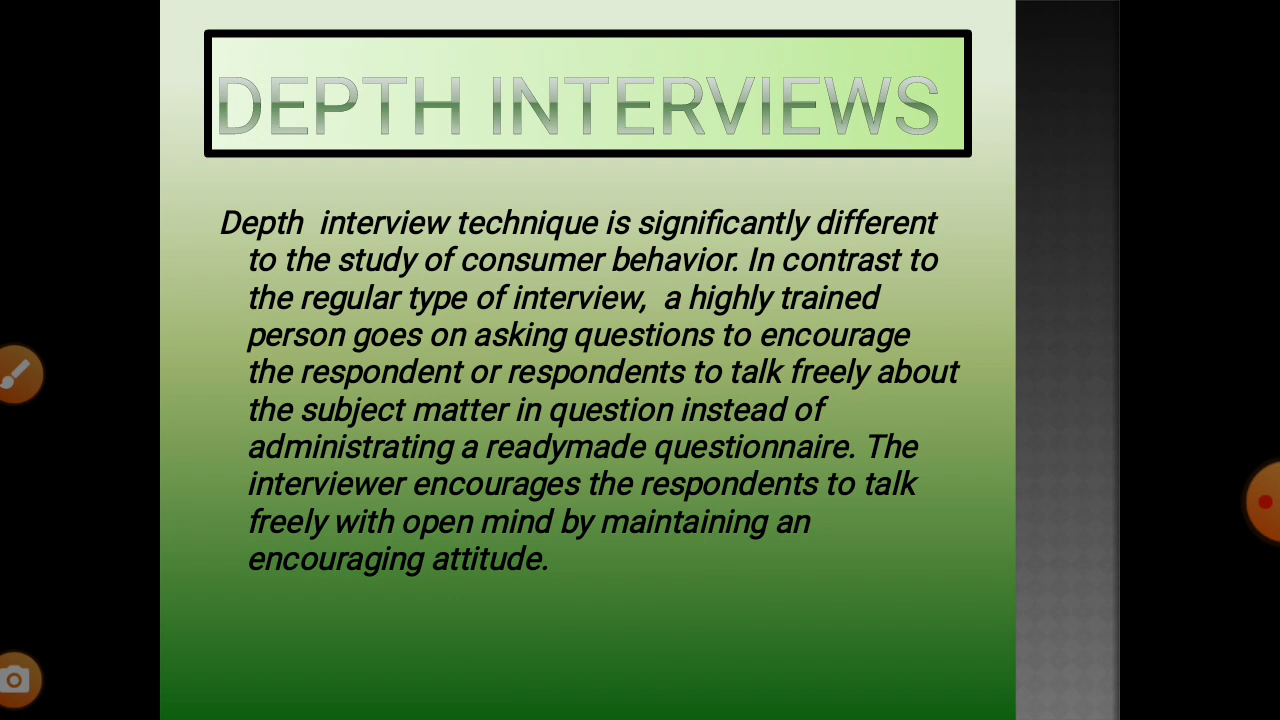 DEPTH INTERVIEWS
Depth interview technique is significantly different
to the study of consumer behavior. In contrast to
the regular type of interview, a highly trained
person goes on asking questions to encourage
the respondent or respondents to talk freely about
the subject matter in question instead of
administrating a readymade questionnaire. The
interviewer encourages the respondents to talk
freely with open mind by maintaining an
encouraging attitude.